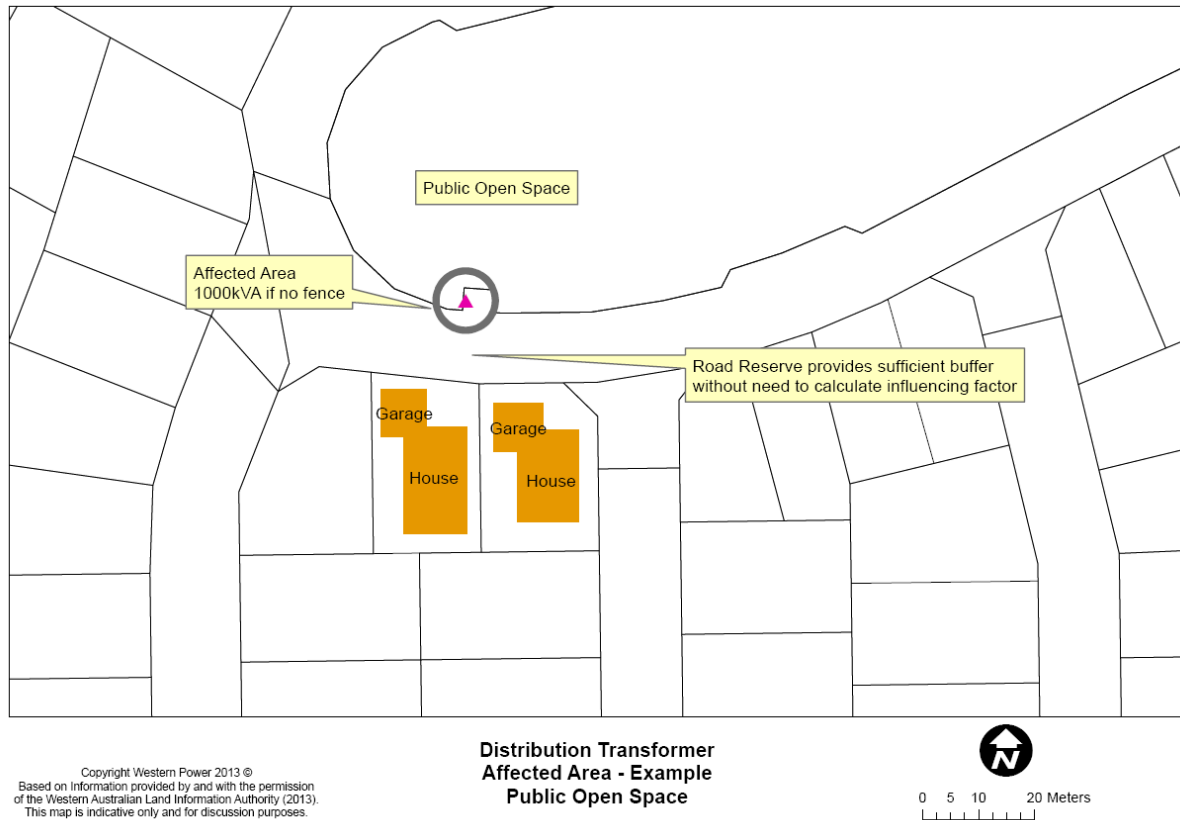 Public Open Space
Affected Area
1000kVA if no fence
Road Reserve provides sufficient buffer
without need to calculate influencing factor
Garage
Garage
House
House
Distribution Transformer
Affected Area - Example
Public Open Space
N
Copyright Western Power 2013 ©
Based on Information provided by and with the permission
of the Western Australian Land Information Authority (2013).
This map is indicative only and for discussion purposes.
0 5 10 20 Meters